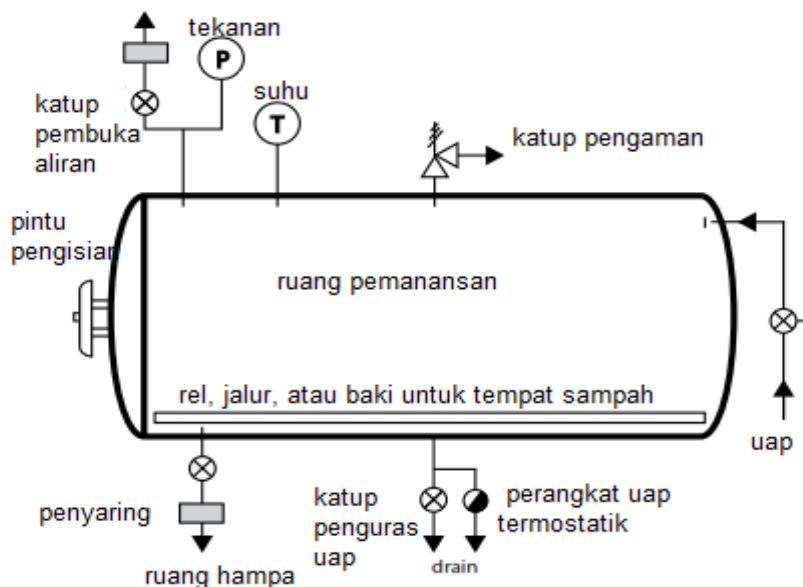 tekanan
P
suhu
T
katup
pembuka
aliran
katup pengaman
pintu
pengisian
ruang pemanansan
rel, jalur, atau baki untuk tempat sampah
uap
penyaring
katup
penguras
uap
perangkat uap
termostatik
drain
ruang hampa